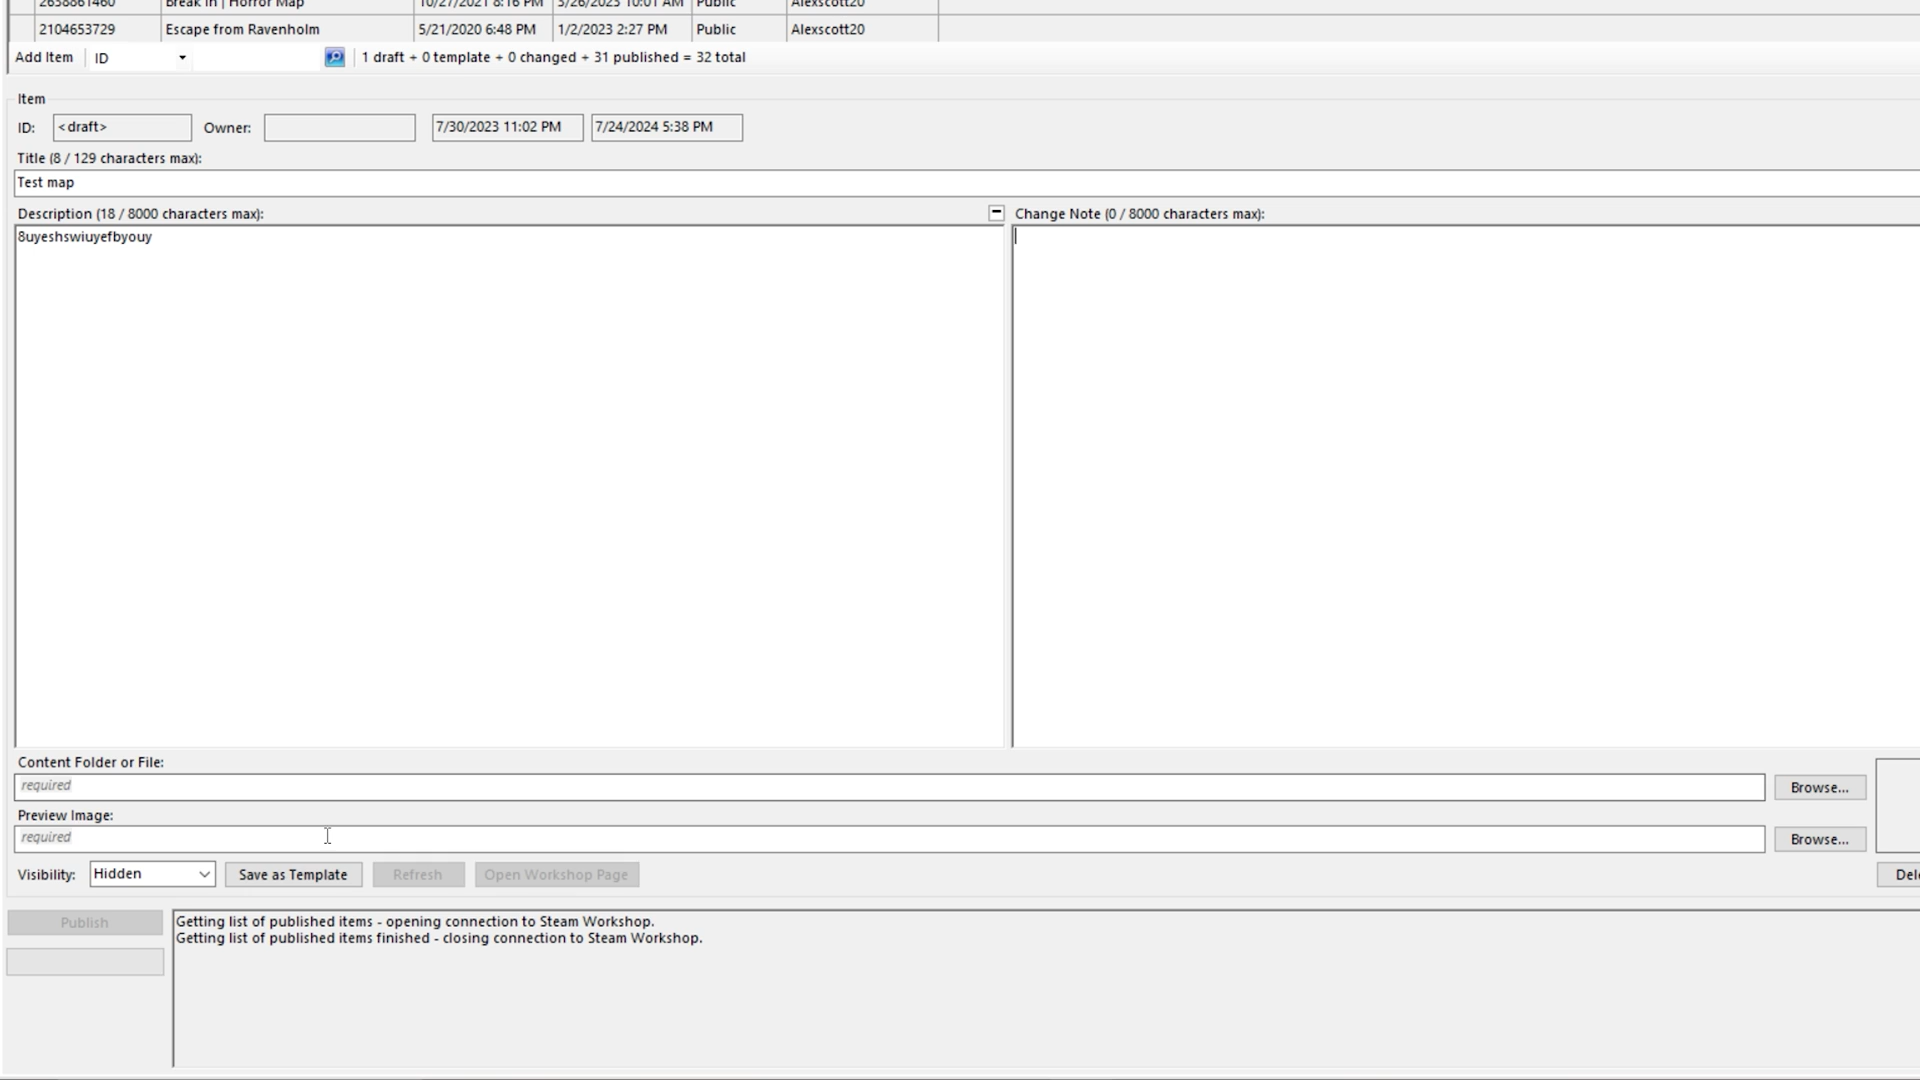 2638861460 Break In | Horror Map 10/27/2021 8:16 PM 3/26/2023 10:01 AM Public Alexscott20
2104653729 Escape from Ravenholm 5/21/2020 6:48 PM 1/2/2023 2:27 PM Public Alexscott20
Add Item ID 1 draft + 0 template + 0 changed + 31 published = 32 total
Item
ID: <draft> Owner: 7/30/2023 11:02 PM 7/24/2024 5:38 PM
Title (8 / 129 characters max):
Test map
Description (18 / 8000 characters max): Change Note (0 / 8000 characters max):
8uyeshswiuyefbyouy
Content Folder or File:
required Browse...
Preview Image:
required Browse...
Visibility: Hidden Save as Template Refresh Open Workshop Page Dele
Publish
Getting list of published items - opening connection to Steam Workshop.
Getting list of published items finished - closing connection to Steam Workshop.